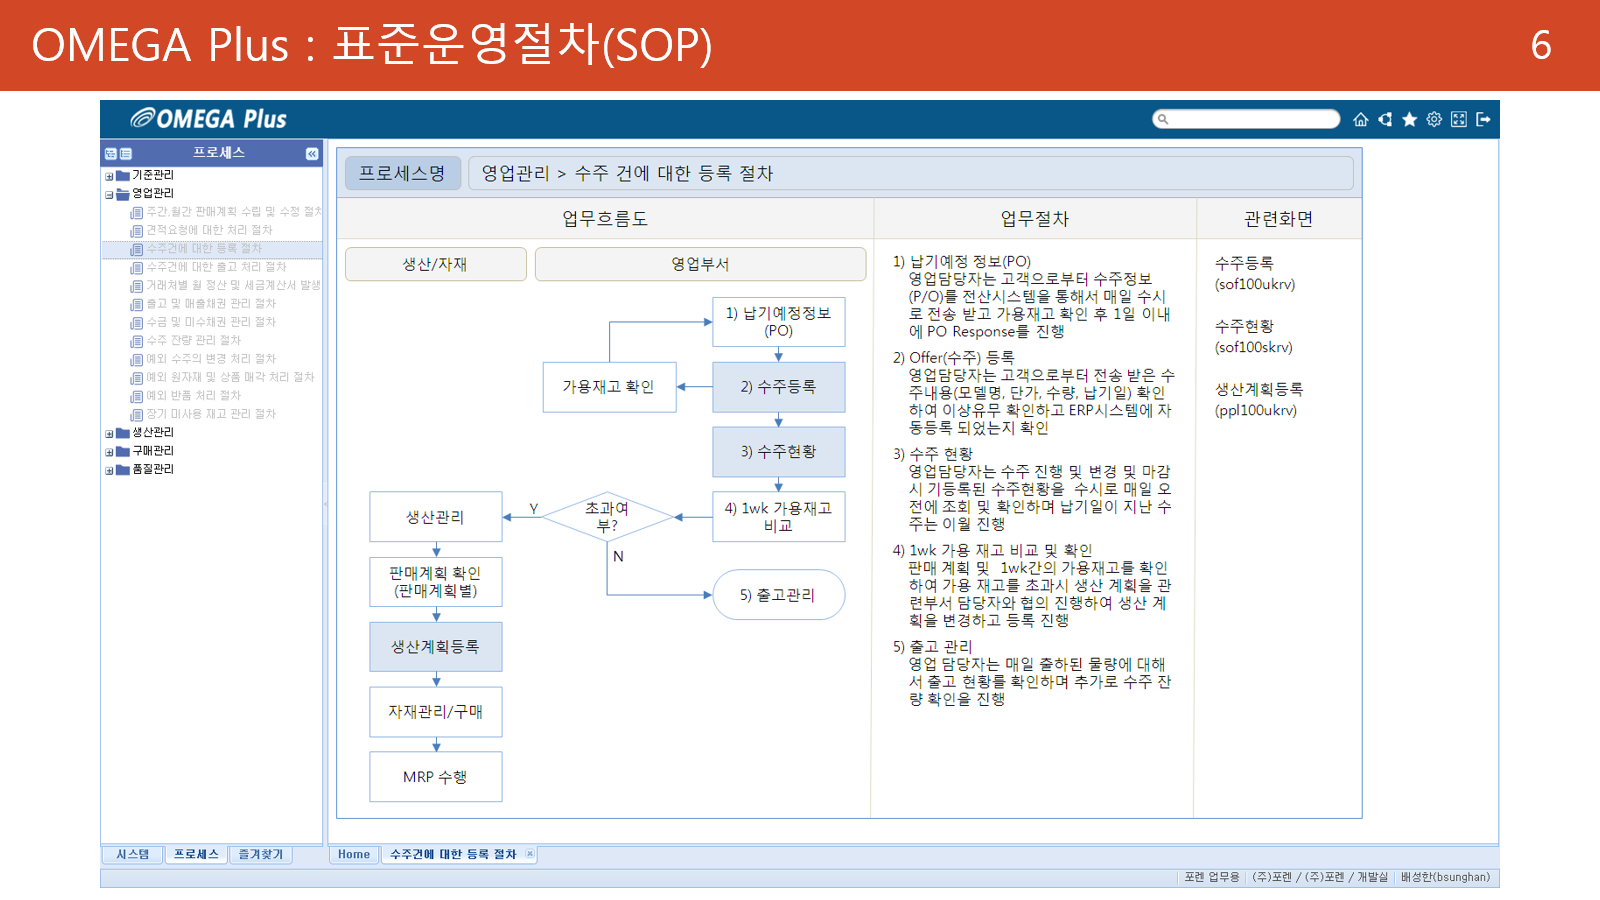 OMEGA Plus : 표준운영절차(SOP)
6
OMEGA Plus
프로세스
기준관리
영업관리
주간,월간 판매계획 수립 및 수정 절차
견적요청에 대한 처리 절차
수주건에 대한 등록 절차
수주건에 대한 출고 처리 절차
거래처별 월 정산 및 세금계산서 발생
출고 및 매출채권 관리 절차
수금 및 미수채권 관리 절차
수주 잔량 관리 절차
예외 수주의 변경 처리 절차
예외 원자재 및 상품 매각 처리 절차
예외 반품 처리 절차
장기 미사용 재고 관리 절차
생산관리
구매관리
품질관리
프로세스명
영업관리 > 수주 건에 대한 등록 절차
업무흐름도
업무절차
관련화면
생산/자재
영업부서
1) 납기예정정보
(PO)
가용재고 확인
2) 수주등록
3) 수주현황
4) 1wk 가용재고
비교
초과여
부?
Y
N
생산관리
판매계획 확인
(판매계획별)
5) 출고관리
생산계획등록
자재관리/구매
MRP 수행
1) 납기예정 정보(PO)
영업담당자는 고객으로부터 수주정보
(P/O)를 전산시스템을 통해서 매일 수시
로 전송 받고 가용재고 확인 후 1일 이내
에 PO Response를 진행
2) Offer(수주) 등록
영업담당자는 고객으로부터 전송 받은 수
주내용(모델명, 단가, 수량, 납기일) 확인
하여 이상유무 확인하고 ERP시스템에 자
동등록 되었는지 확인
3) 수주 현황
영업담당자는 수주 진행 및 변경 및 마감
시 기등록된 수주현황을 수시로 매일 오
전에 조회 및 확인하며 납기일이 지난 수
주는 이월 진행
4) 1wk 가용 재고 비교 및 확인
판매 계획 및 1wk간의 가용재고를 확인
하여 가용 재고를 초과시 생산 계획을 관
련부서 담당자와 협의 진행하여 생산 계
획을 변경하고 등록 진행
5) 출고 관리
영업 담당자는 매일 출하된 물량에 대해
서 출고 현황를 확인하며 추가로 수주 잔
량 확인을 진행
수주등록
(sof100ukrv)
수주현황
(sof100skrv)
생산계획등록
(ppl100ukrv)
시스템
프로세스
즐겨찾기
Home
수주건에 대한 등록 절차
포렌 업무용
(주)포렌 / (주)포렌 / 개발실
배성한(bsunghan)